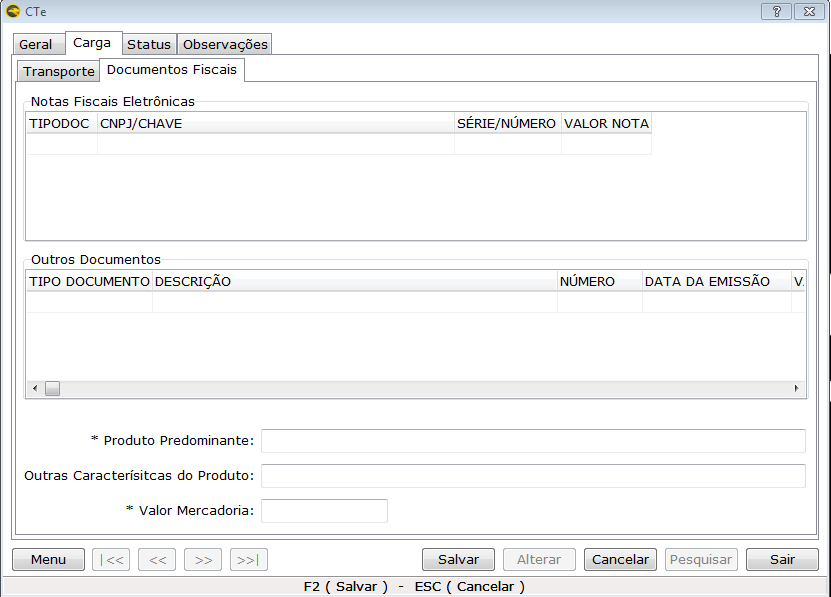 CTe
Geral Carga Status Observações
Transporte Documentos Fiscais
Notas Fiscais Eletrônicas
TIPODOC CNPJ/CHAVE SÉRIE/NÚMERO VALOR NOTA
Outros Documentos
TIPO DOCUMENTO DESCRIÇÃO NÚMERO DATA DA EMISSÃO V
* Produto Predominante:
Outras Caracterísitcas do Produto:
* Valor Mercadoria:
Menu |<< << >> >>| Salvar Alterar Cancelar Pesquisar Sair
F2 ( Salvar ) - ESC ( Cancelar )